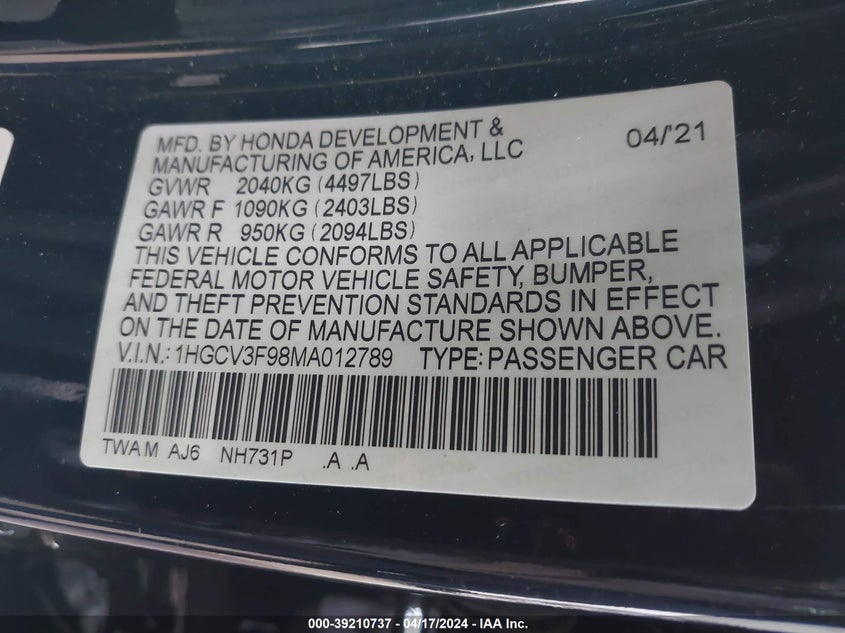 MFD. BY HONDA DEVELOPMENT &
MANUFACTURING OF AMERICA, LLC 04/'21
GVWR 2040KG (4497LBS)
GAWR F 1090KG (2403LBS)
GAWR R 950KG (2094LBS)
THIS VEHICLE CONFORMS TO ALL APPLICABLE
FEDERAL MOTOR VEHICLE SAFETY, BUMPER,
AND THEFT PREVENTION STANDARDS IN EFFECT
ON THE DATE OF MANUFACTURE SHOWN ABOVE.
V.I.N.: 1HGCV3F98MA012789 TYPE: PASSENGER CAR
TWA M AJ6 NH731P .A .A
000-39210737 - 04/17/2024 - IAA Inc.